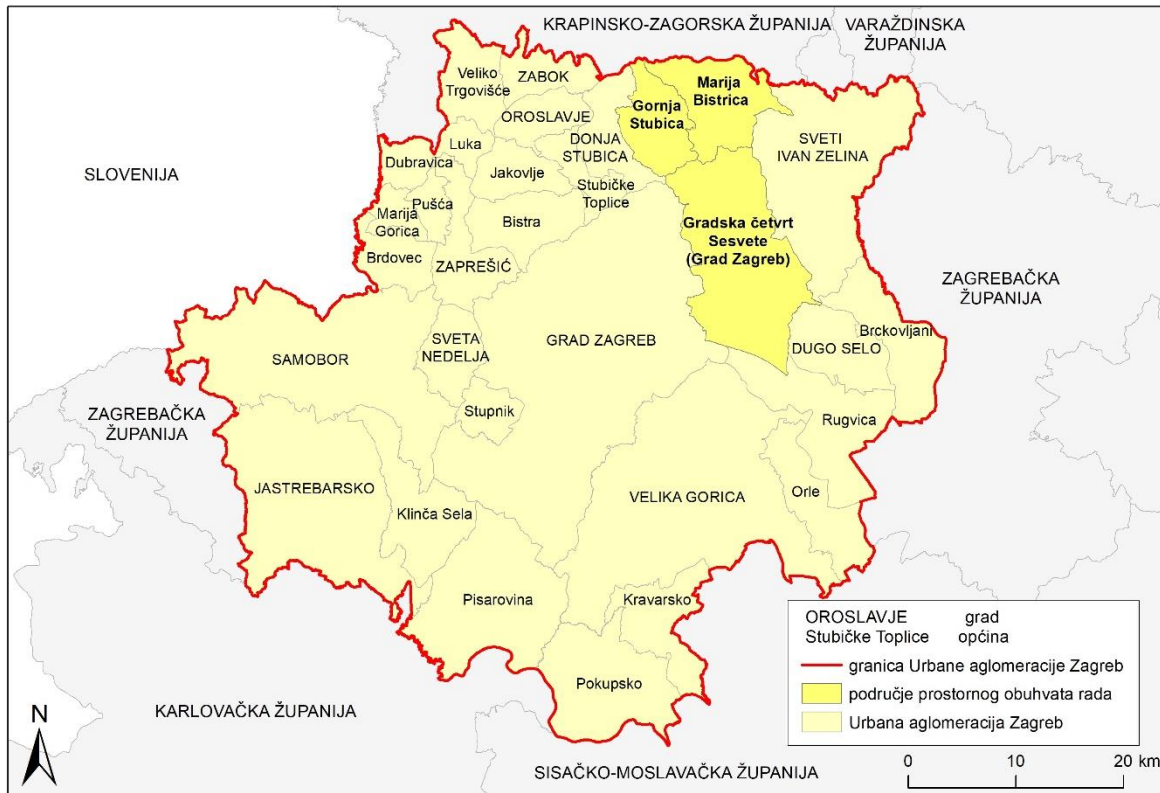 KRAPINSKO-ZAGORSKA ŽUPANIJA
VARAŽDINSKA
ŽUPANIJA
Veliko
Trgovišće
ZABOK
Marija
Bistrica
Gornja
Stubica
OROSLAVJE
SVETI
IVAN ZELINA
Luka
DONJA
STUBICA
Dubravica
SLOVENIJA
Jakovlje
Stubičke
Toplice
Pušća
Marija
Gorica
Bistra
Gradska četvrt
Sesvete
(Grad Zagreb)
Brdovec
ZAPREŠIĆ
ZAGREBAČKA
ŽUPANIJA
SAMOBOR
SVETA
NEDELJA
GRAD ZAGREB
Brckovljani
DUGO SELO
ZAGREBAČKA
ŽUPANIJA
Stupnik
Rugvica
JASTREBARSKO
Klinča Sela
VELIKA GORICA
Orle
Pisarovina
Kravarsko
Pokupsko
KARLOVAČKA ŽUPANIJA
SISAČKO-MOSLAVAČKA ŽUPANIJA
N
OROSLAVJE grad
Stubičke Toplice općina
granica Urbane aglomeracije Zagreb
područje prostornog obuhvata rada
Urbana aglomeracija Zagreb
0 10 20 km